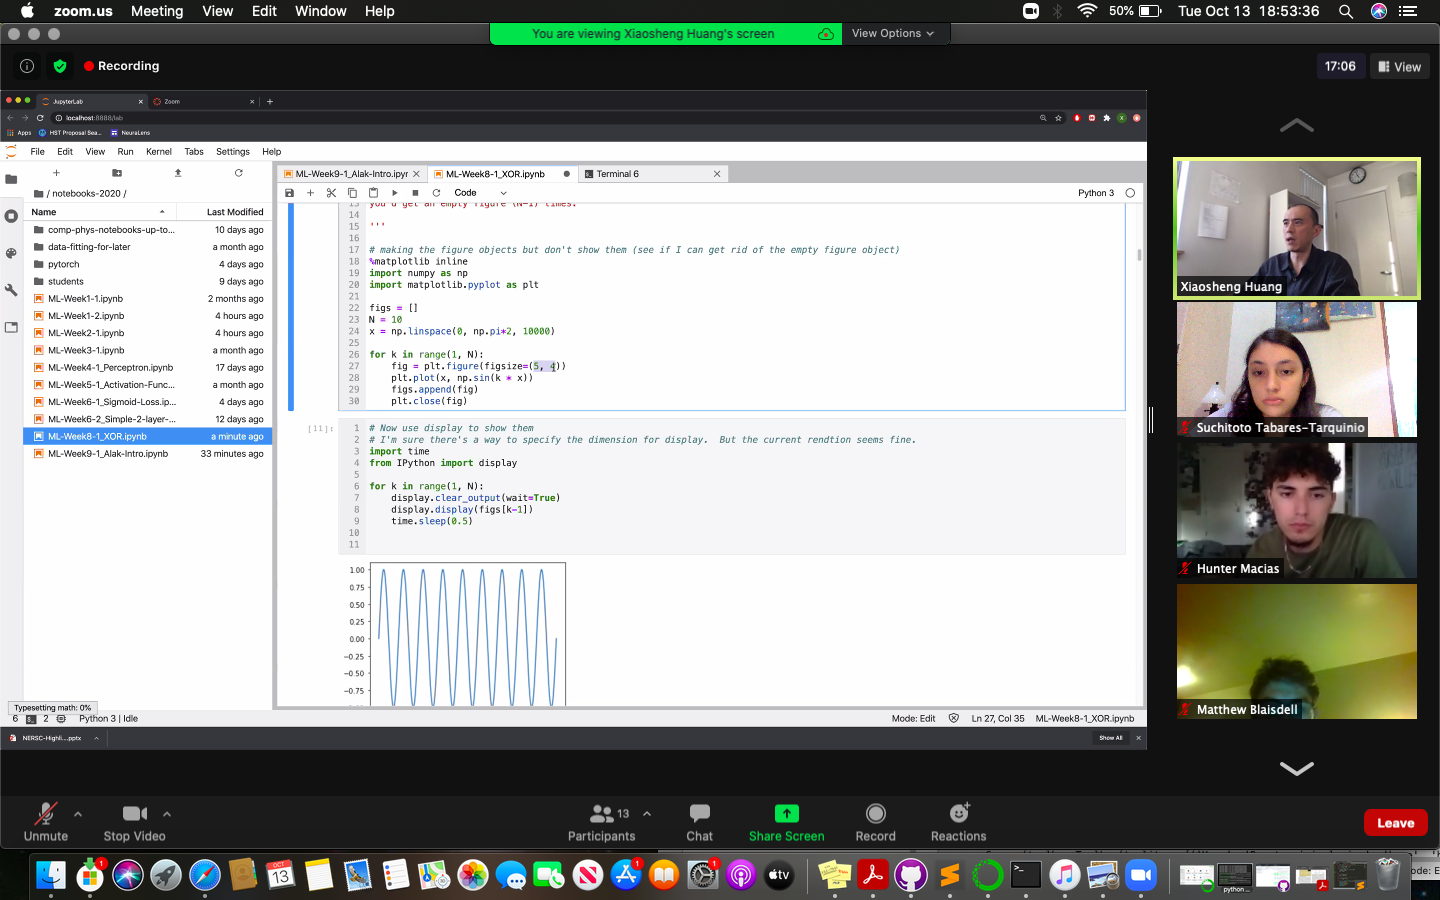 zoom.us Meeting View Edit Window Help 50% Tue Oct 13 18:53:36
You are viewing Xiaosheng Huang's screen View Options
Recording 17:06 View
JupyterLab Zoom
localhost:8888/lab
Apps HST Proposal Sea... NeuraLens
File Edit View Run Kernel Tabs Settings Help
ML-Week9-1_Alak-Intro.ipyr ML-Week8-1_XOR.ipynb Terminal 6
/ notebooks-2020 /
Code Python 3
Name Last Modified
comp-phys-notebooks-up-to... 10 days ago
data-fitting-for-later a month ago
pytorch 4 days ago
students 9 days ago
ML-Week1-1.ipynb 2 months ago
ML-Week1-2.ipynb 4 hours ago
ML-Week2-1.ipynb 4 hours ago
ML-Week3-1.ipynb a month ago
ML-Week4-1_Perceptron.ipynb 17 days ago
ML-Week5-1_Activation-Func... a month ago
ML-Week6-1_Sigmoid-Loss.ip... 4 days ago
ML-Week6-2_Simple-2-layer-... 12 days ago
ML-Week8-1_XOR.ipynb a minute ago
ML-Week9-1_Alak-Intro.ipynb 33 minutes ago
13 you'd get an empty figure (N-1) times.
14
15 '''
16
17 # making the figure objects but don't show them (see if I can get rid of the empty figure object)
18 %matplotlib inline
19 import numpy as np
20 import matplotlib.pyplot as plt
21
22 figs = []
23 N = 10
24 x = np.linspace(0, np.pi*2, 10000)
25
26 for k in range(1, N):
27 fig = plt.figure(figsize=(5, 4))
28 plt.plot(x, np.sin(k * x))
29 figs.append(fig)
30 plt.close(fig)
[11]: 1 # Now use display to show them
2 # I'm sure there's a way to specify the dimension for display. But the current rendtion seems fine.
3 import time
4 from IPython import display
5
6 for k in range(1, N):
7 display.clear_output(wait=True)
8 display.display(figs[k-1])
9 time.sleep(0.5)
10
11
1.00
0.75
0.50
0.25
0.00
−0.25
−0.50
−0.75
Typesetting math: 0%
6 2 Python 3 | Idle Mode: Edit Ln 27, Col 35 ML-Week8-1_XOR.ipynb
NERSC-Highli....pptx Show All
Xiaosheng Huang
Suchitoto Tabares-Tarquinio
Hunter Macias
Matthew Blaisdell
Unmute Stop Video Participants 13 Chat Share Screen Record Reactions Leave
OCT
13
tv
python